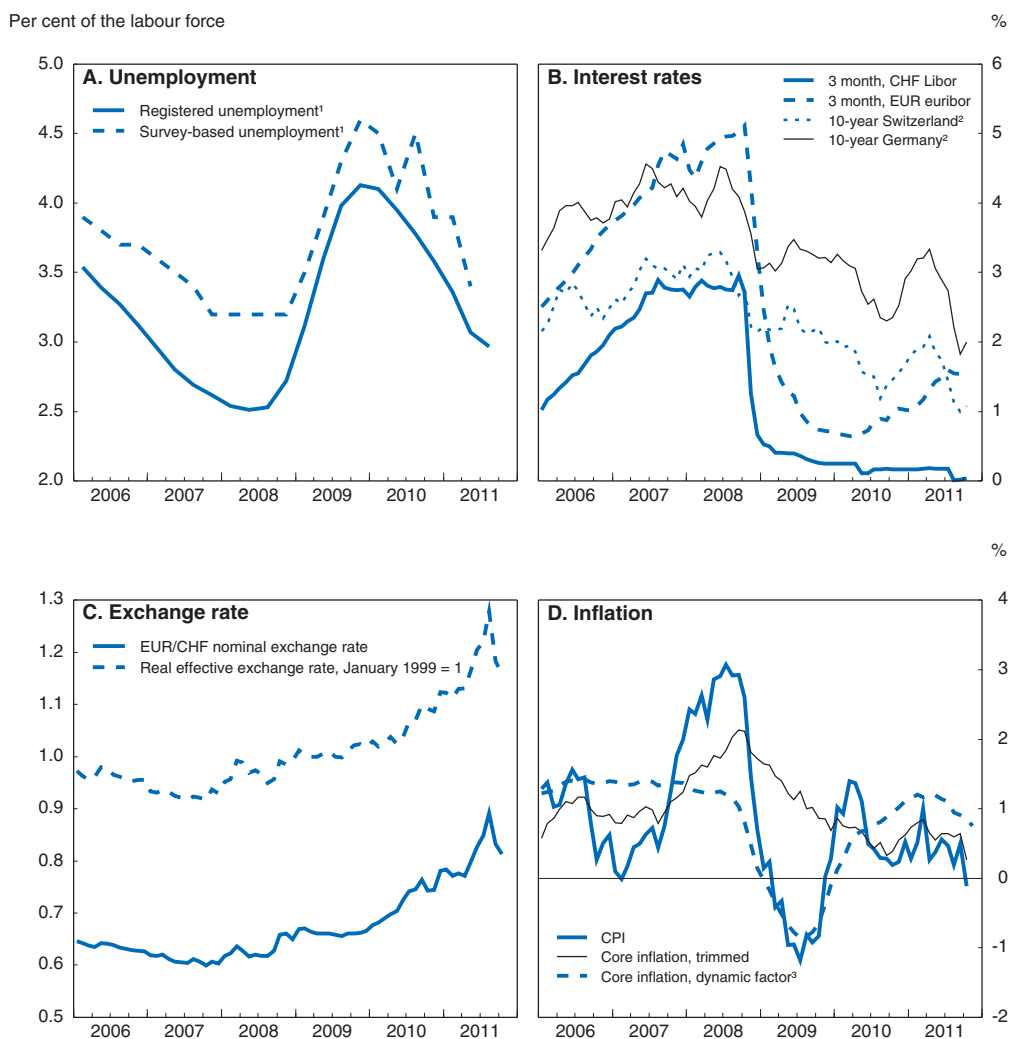 Per cent of the labour force
%
A. Unemployment
Registered unemployment¹
Survey-based unemployment¹
5.0
4.5
4.0
3.5
3.0
2.5
2.0
2006 2007 2008 2009 2010 2011
B. Interest rates
3 month, CHF Libor
3 month, EUR euribor
10-year Switzerland²
10-year Germany²
6
5
4
3
2
1
0
2006 2007 2008 2009 2010 2011
%
C. Exchange rate
EUR/CHF nominal exchange rate
Real effective exchange rate, January 1999 = 1
1.3
1.2
1.1
1.0
0.9
0.8
0.7
0.6
0.5
2006 2007 2008 2009 2010 2011
D. Inflation
4
3
2
1
0
-1
-2
CPI
Core inflation, trimmed
Core inflation, dynamic factor³
2006 2007 2008 2009 2010 2011